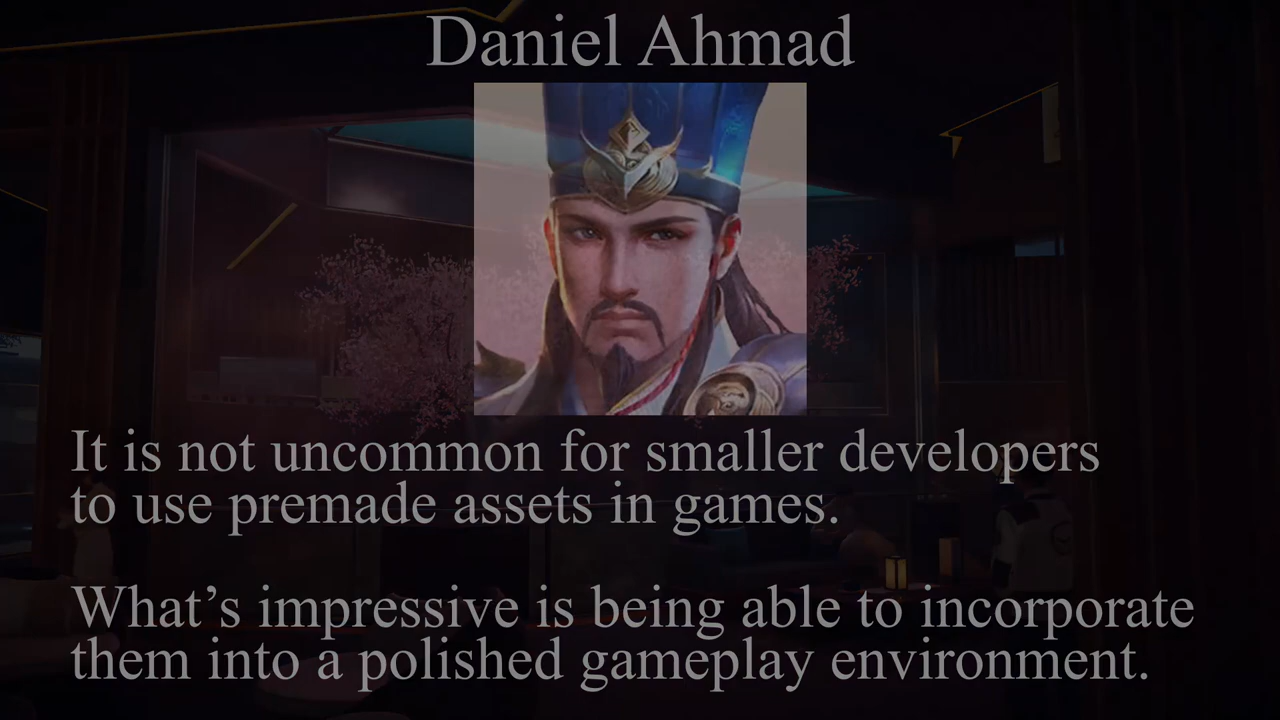 Daniel Ahmad
It is not uncommon for smaller developers
to use premade assets in games.
What’s impressive is being able to incorporate
them into a polished gameplay environment.